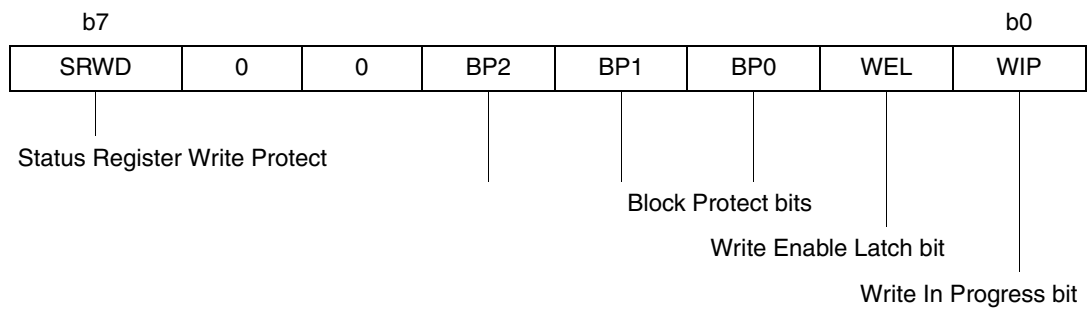 b7 b0
SRWD 0 0 BP2 BP1 BP0 WEL WIP
Status Register Write Protect
Block Protect bits
Write Enable Latch bit
Write In Progress bit